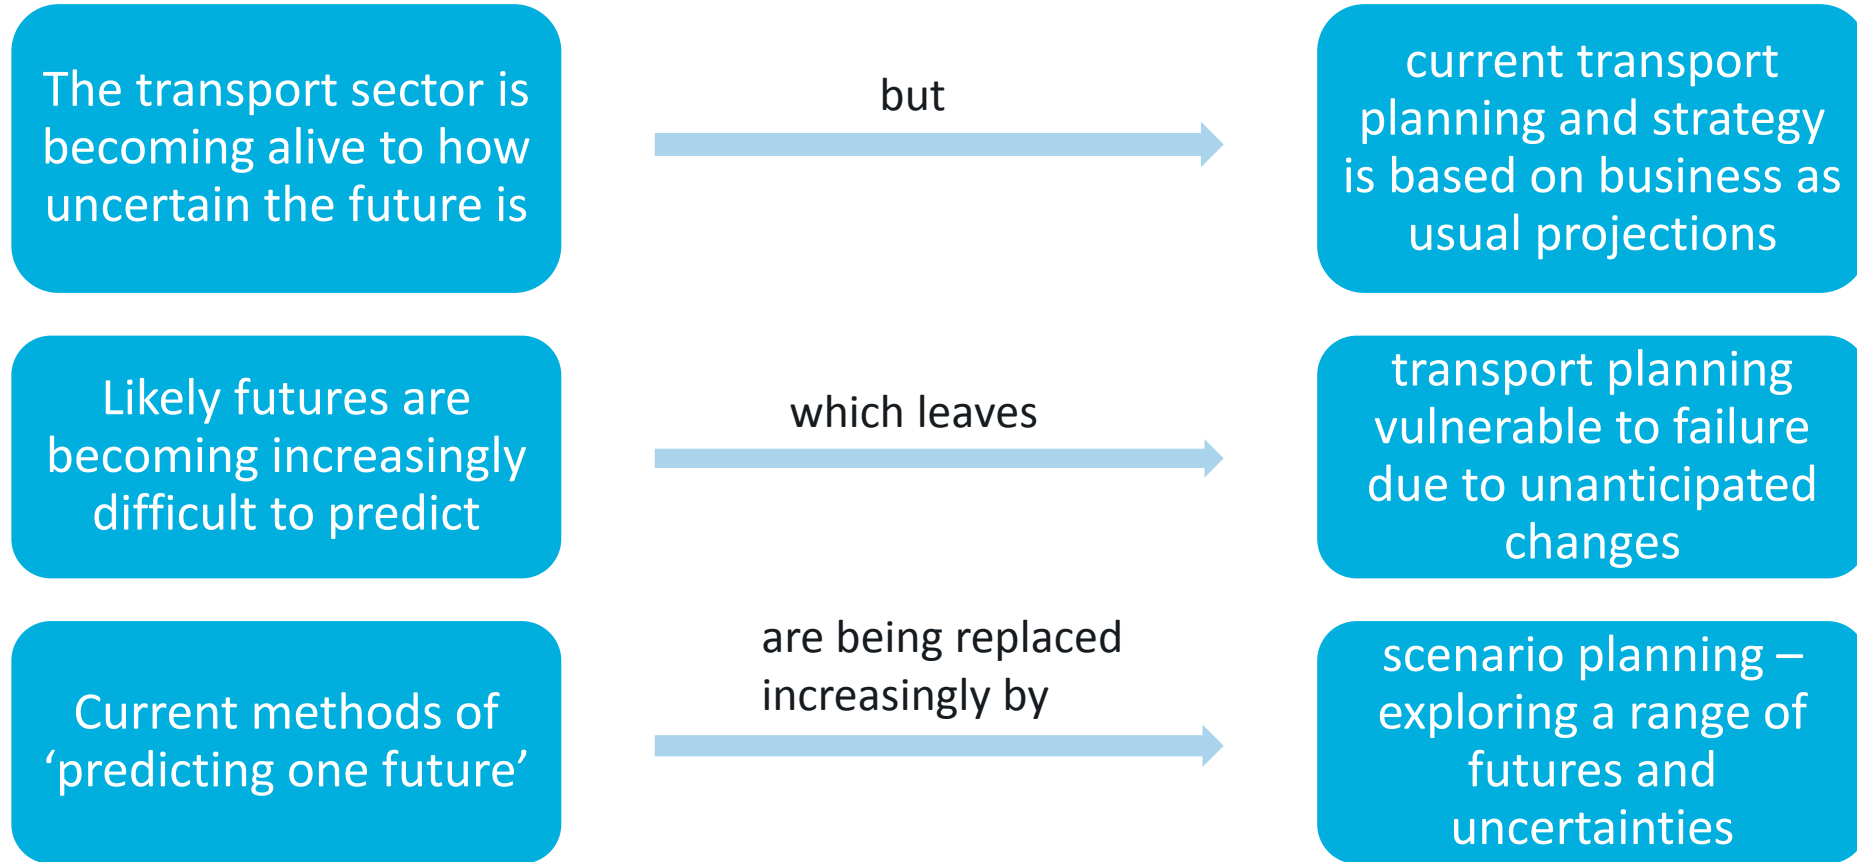 The transport sector is
becoming alive to how
uncertain the future is
but
current transport
planning and strategy
is based on business as
usual projections
Likely futures are
becoming increasingly
difficult to predict
which leaves
transport planning
vulnerable to failure
due to unanticipated
changes
Current methods of
‘predicting one future’
are being replaced
increasingly by
scenario planning –
exploring a range of
futures and
uncertainties